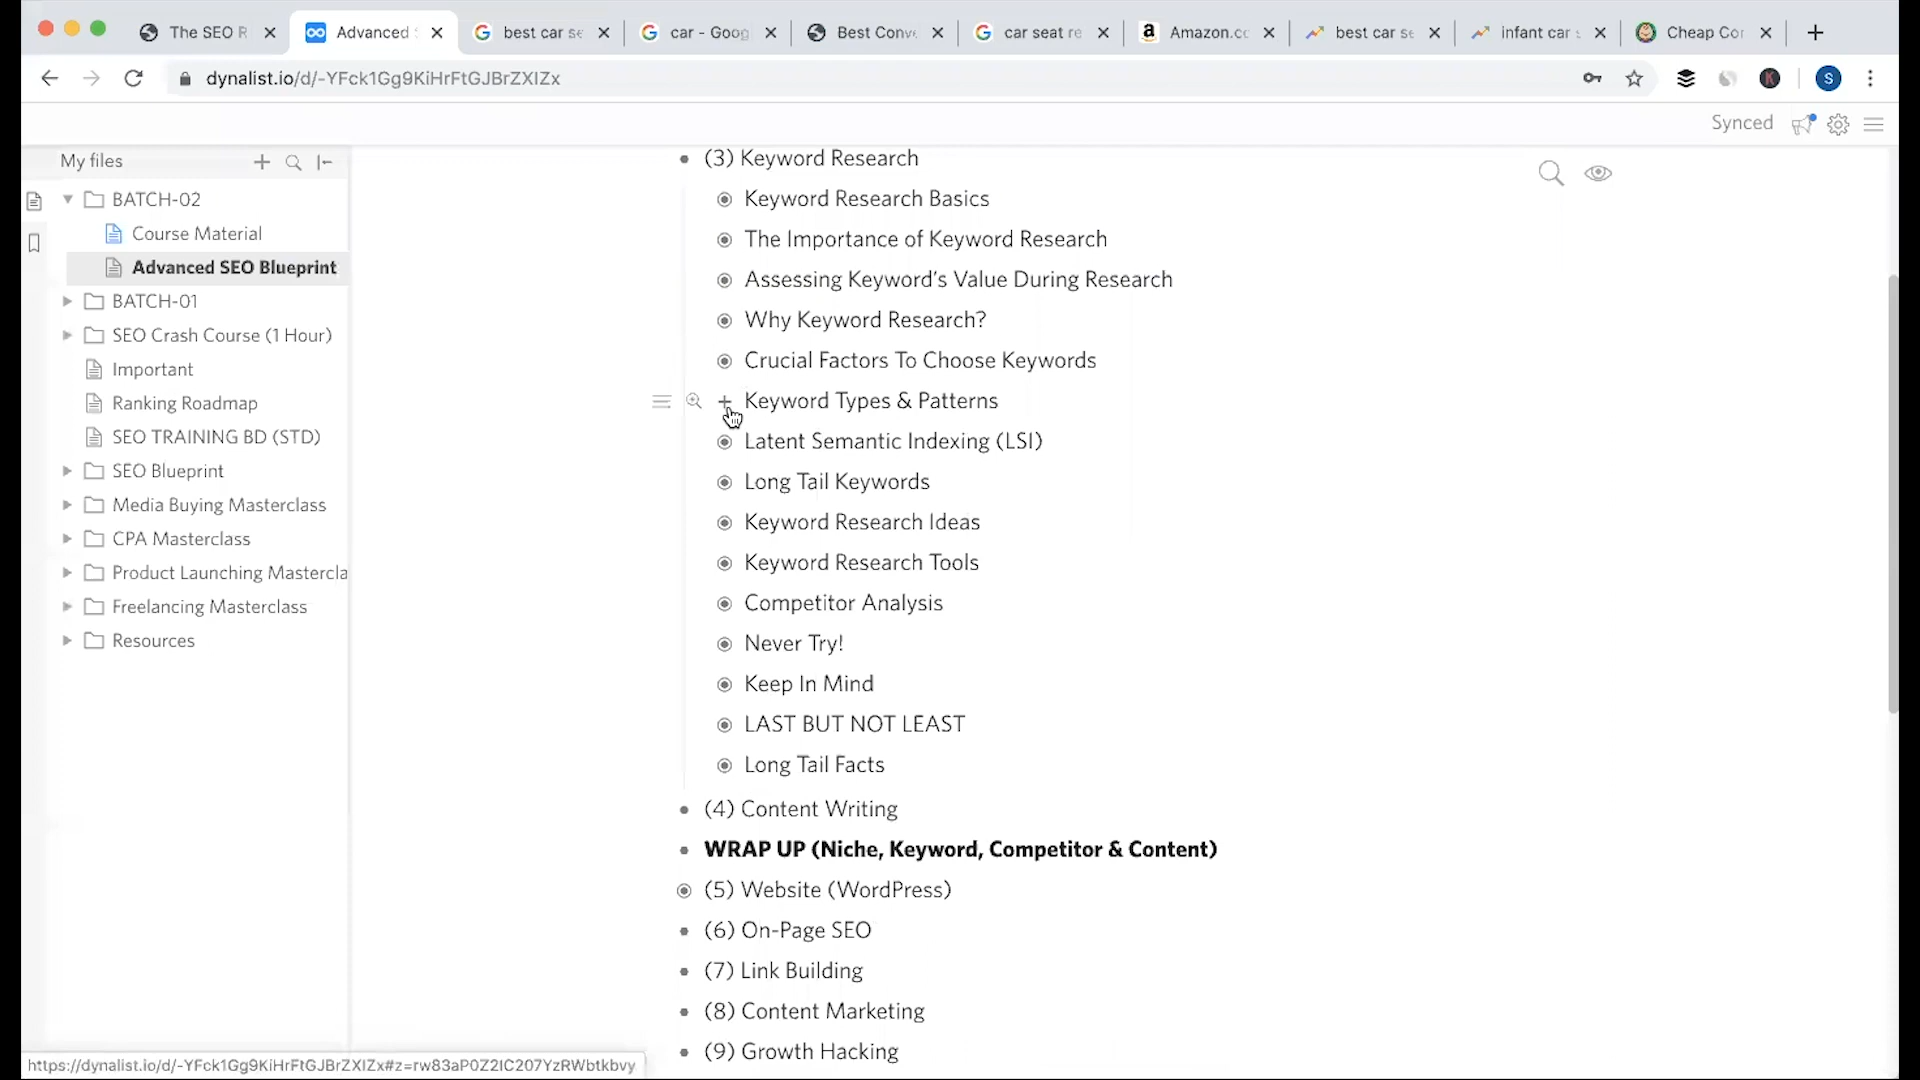 The SEO R
Advanced
best car se
car - Goog
Best Conv
car seat re
Amazon.co
best car se
infant car s
Cheap Cor
dynalist.io/d/-YFck1Gg9KiHrFtGJBrZXIZx
S
Synced
My files
BATCH-02
Course Material
Advanced SEO Blueprint
BATCH-01
SEO Crash Course (1 Hour)
Important
Ranking Roadmap
SEO TRAINING BD (STD)
SEO Blueprint
Media Buying Masterclass
CPA Masterclass
Product Launching Mastercla
Freelancing Masterclass
Resources
(3) Keyword Research
Keyword Research Basics
The Importance of Keyword Research
Assessing Keyword's Value During Research
Why Keyword Research?
Crucial Factors To Choose Keywords
Keyword Types & Patterns
Latent Semantic Indexing (LSI)
Long Tail Keywords
Keyword Research Ideas
Keyword Research Tools
Competitor Analysis
Never Try!
Keep In Mind
LAST BUT NOT LEAST
Long Tail Facts
(4) Content Writing
WRAP UP (Niche, Keyword, Competitor & Content)
(5) Website (WordPress)
(6) On-Page SEO
(7) Link Building
(8) Content Marketing
(9) Growth Hacking
https://dynalist.io/d/-YFck1Gg9KiHrFtGJBrZXIZx#z=rw83aP0Z2IC207YzRWbtkbvy